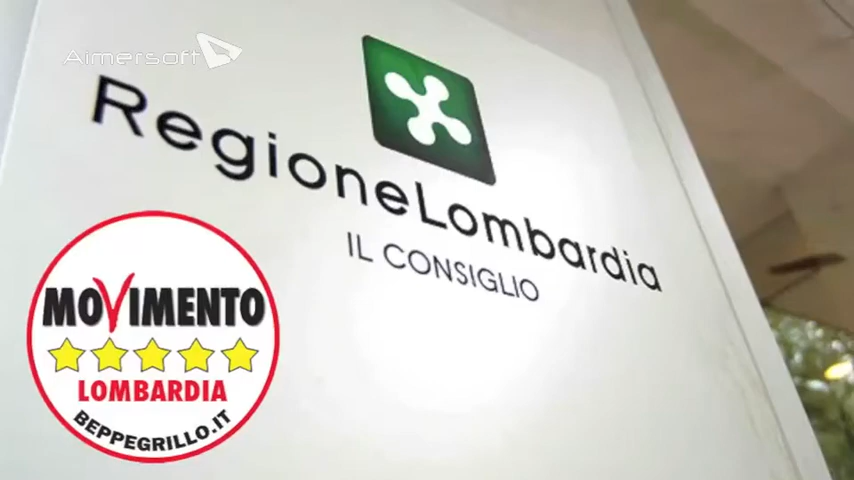 Aimersoft
RegioneLombardia
IL CONSIGLIO
MOVIMENTO
LOMBARDIA
BEPPEGRILLO.IT